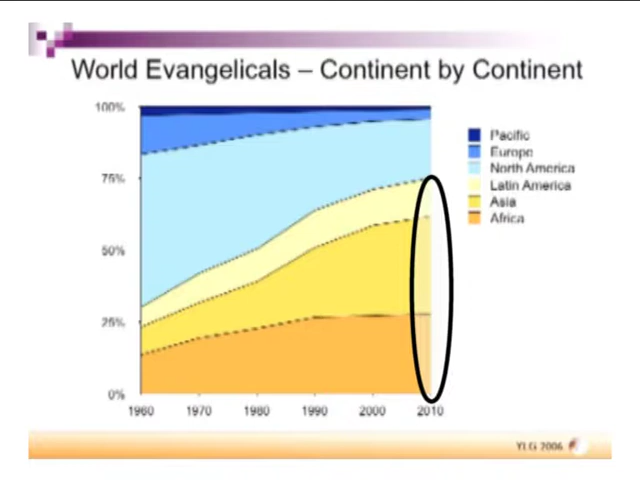 World Evangelicals – Continent by Continent
100%
75%
50%
25%
0%
1960 1970 1980 1990 2000 2010
Pacific
Europe
North America
Latin America
Asia
Africa
YLG 2006